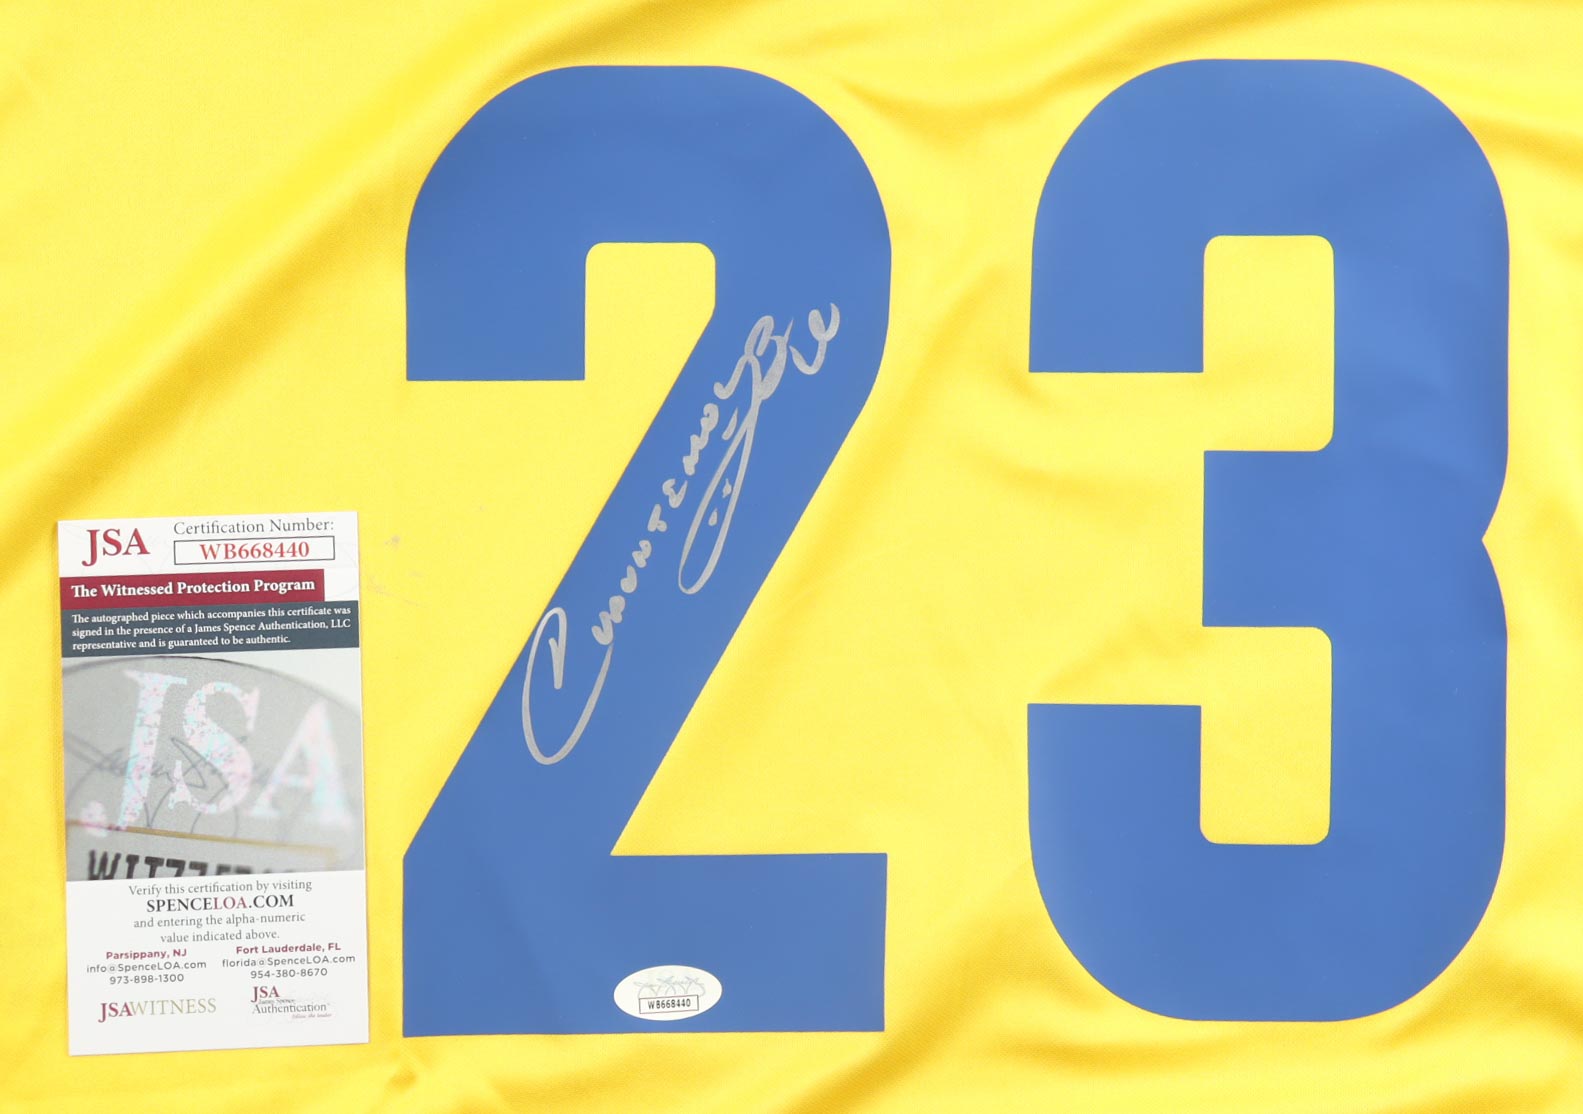 23
JSA
Certification Number:
WB668440
The Witnessed Protection Program
The autographed piece which accompanies this certificate was
signed in the presence of a James Spence Authentication, LLC
representative and is guaranteed to be authentic.
JSA
Verify this certification by visiting
SPENCELOA.COM
and entering the alpha-numeric
value indicated above.
Parsippany, NJ
info@SpenceLOA.com
973-898-1300
Fort Lauderdale, FL
florida@SpenceLOA.com
954-380-8670
JSAWITNESS
JSA
James Spence
Authentication
WB668440